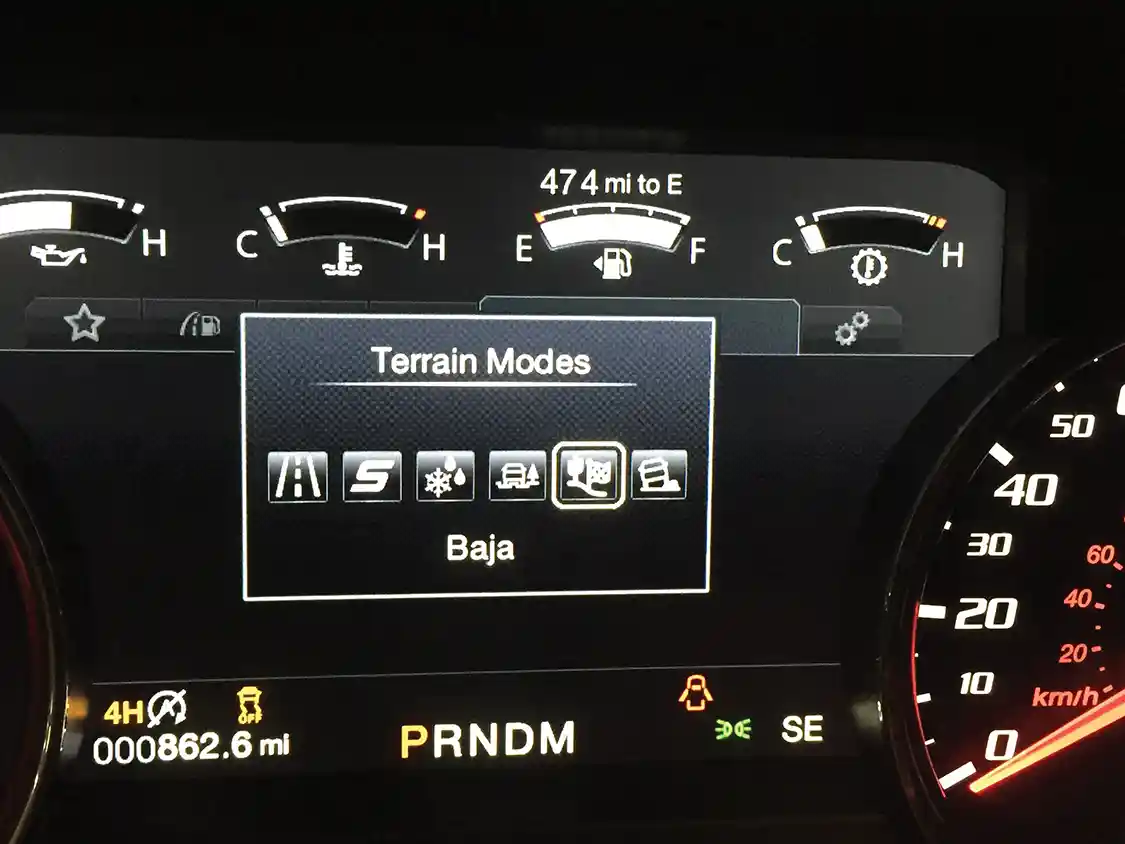 474 mi to E
H
C H
E F
C H
Terrain Modes
S
Baja
50
40
30
20
10
0
60
40
20
km/h
4H
OFF
000862.6 mi
PRNDM
SE